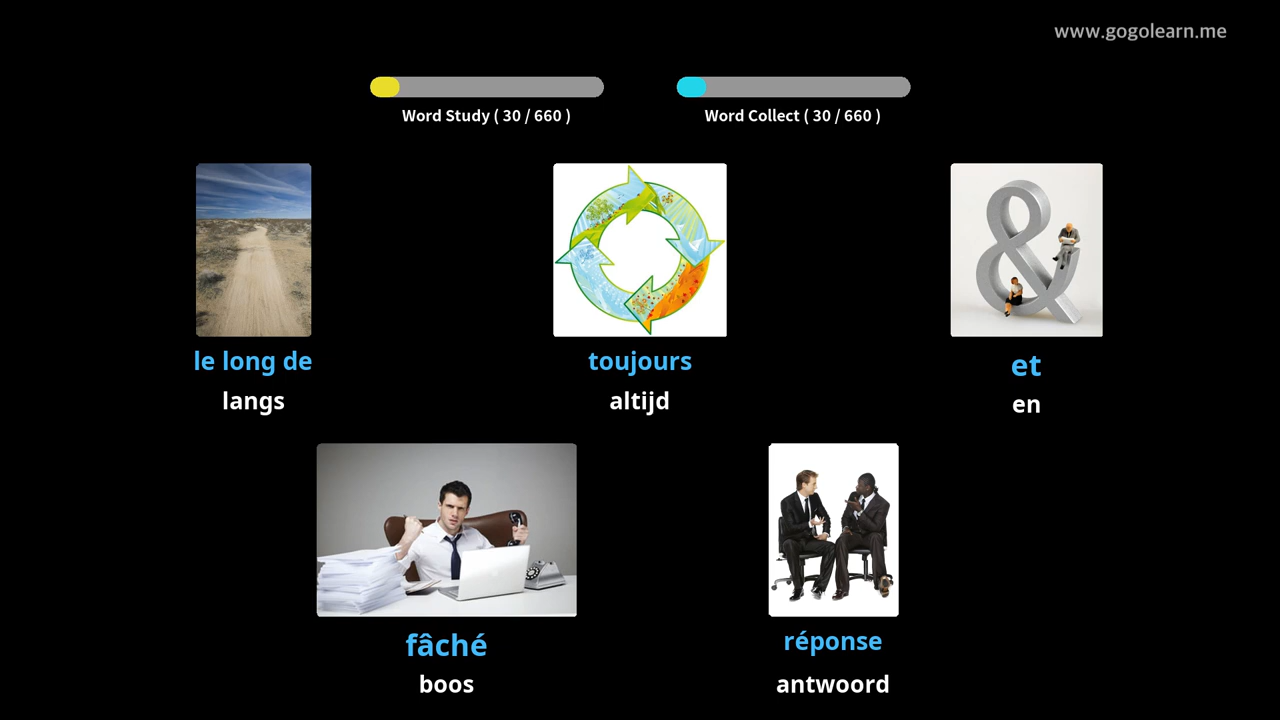 www.gogolearn.me
Word Study ( 30 / 660 )
Word Collect ( 30 / 660 )
le long de
langs
toujours
altijd
et
en
fâché
boos
réponse
antwoord